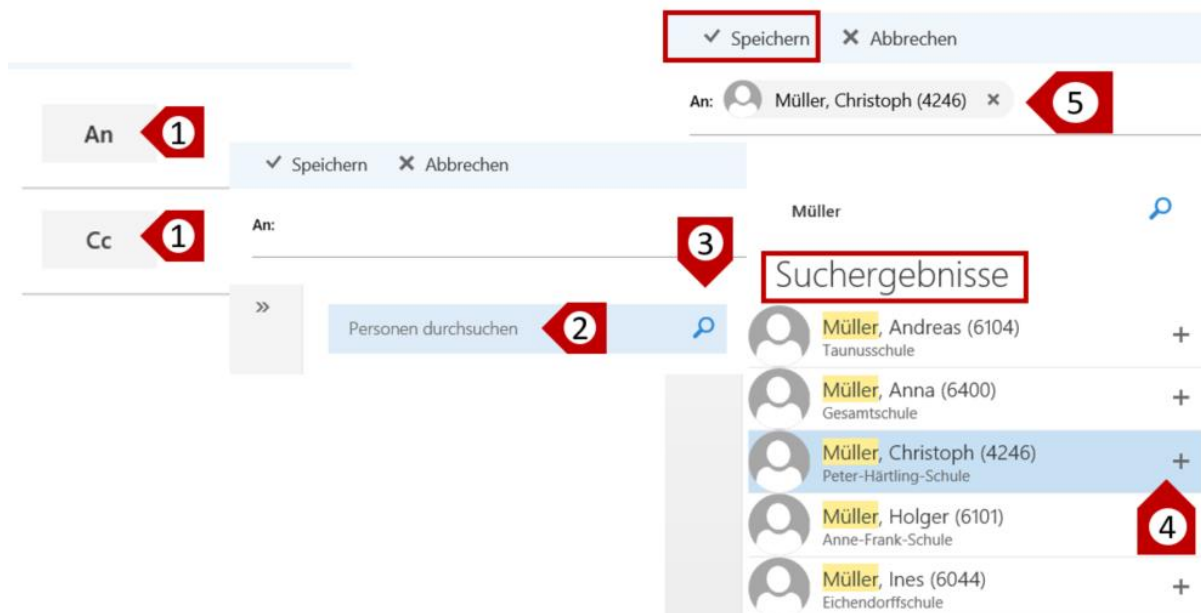 An
1
Cc
1
Speichern Abbrechen
An:
3
»
Personen durchsuchen
2
Speichern Abbrechen
An: Müller, Christoph (4246) ×
5
Müller
Suchergebnisse
Müller, Andreas (6104) +
Taunusschule
Müller, Anna (6400) +
Gesamtschule
Müller, Christoph (4246) +
Peter-Härtling-Schule
4
Müller, Holger (6101)
Anne-Frank-Schule
Müller, Ines (6044) +
Eichendorffschule